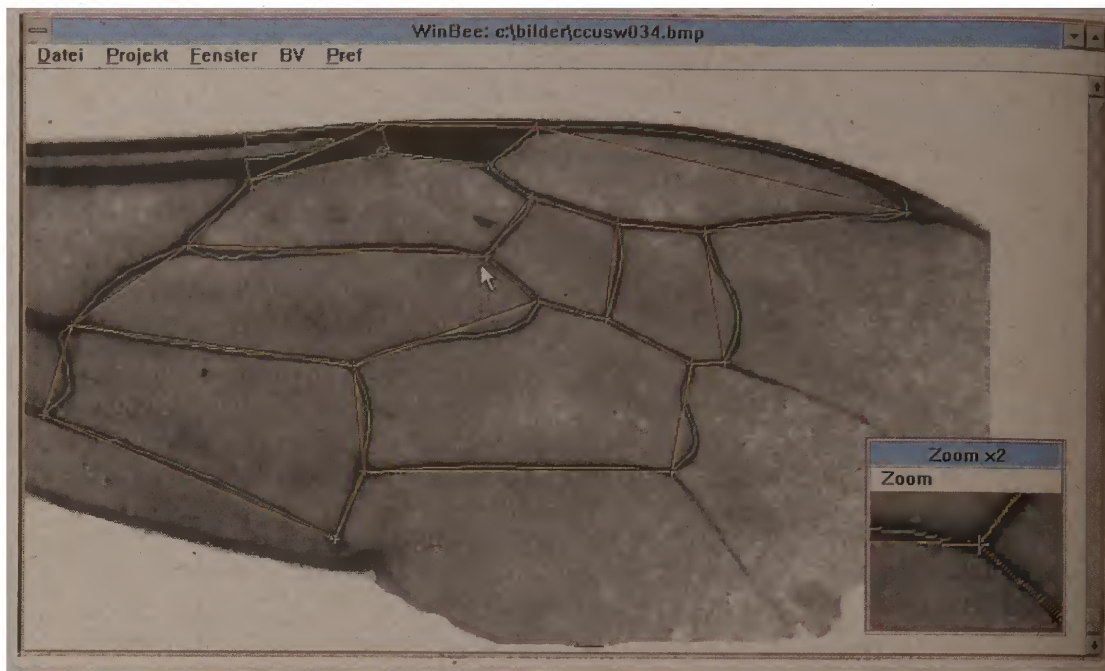 WinBee: c:\bilder\ccusw034.bmp
Datei Projekt Fenster BV Pref
Zoom x2
Zoom